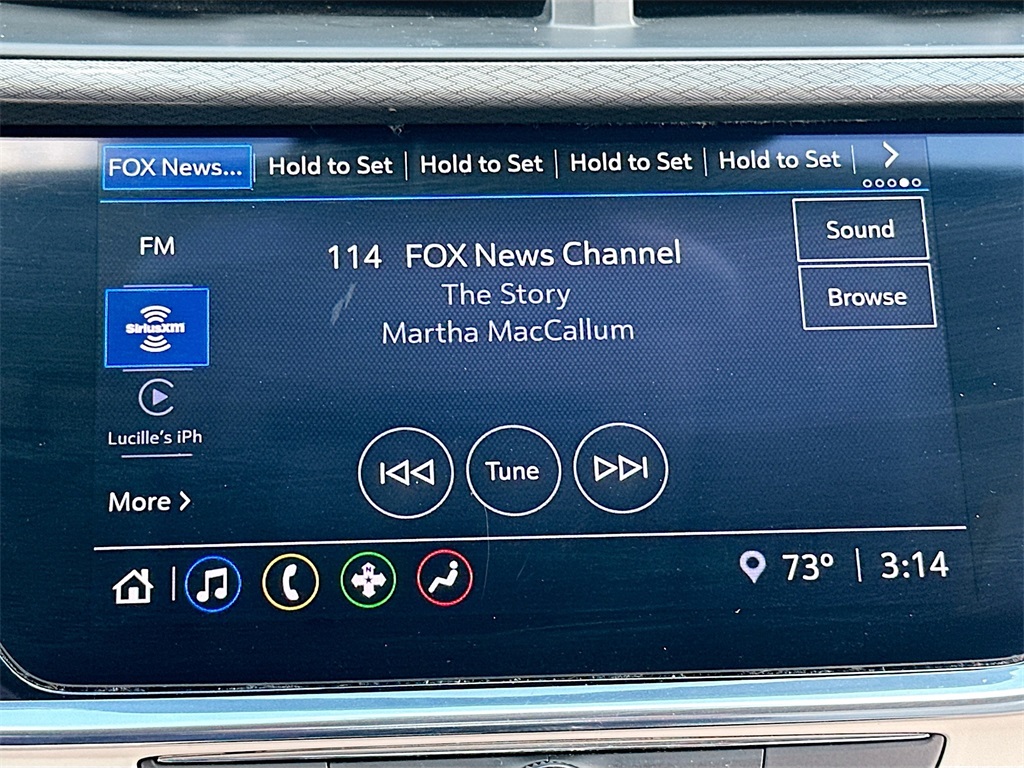 FOX News... Hold to Set Hold to Set Hold to Set Hold to Set
FM
114 FOX News Channel
The Story
Martha MacCallum
Sound
Browse
SiriusXM
Lucille's iPh
More
Tune
N
73° 3:14